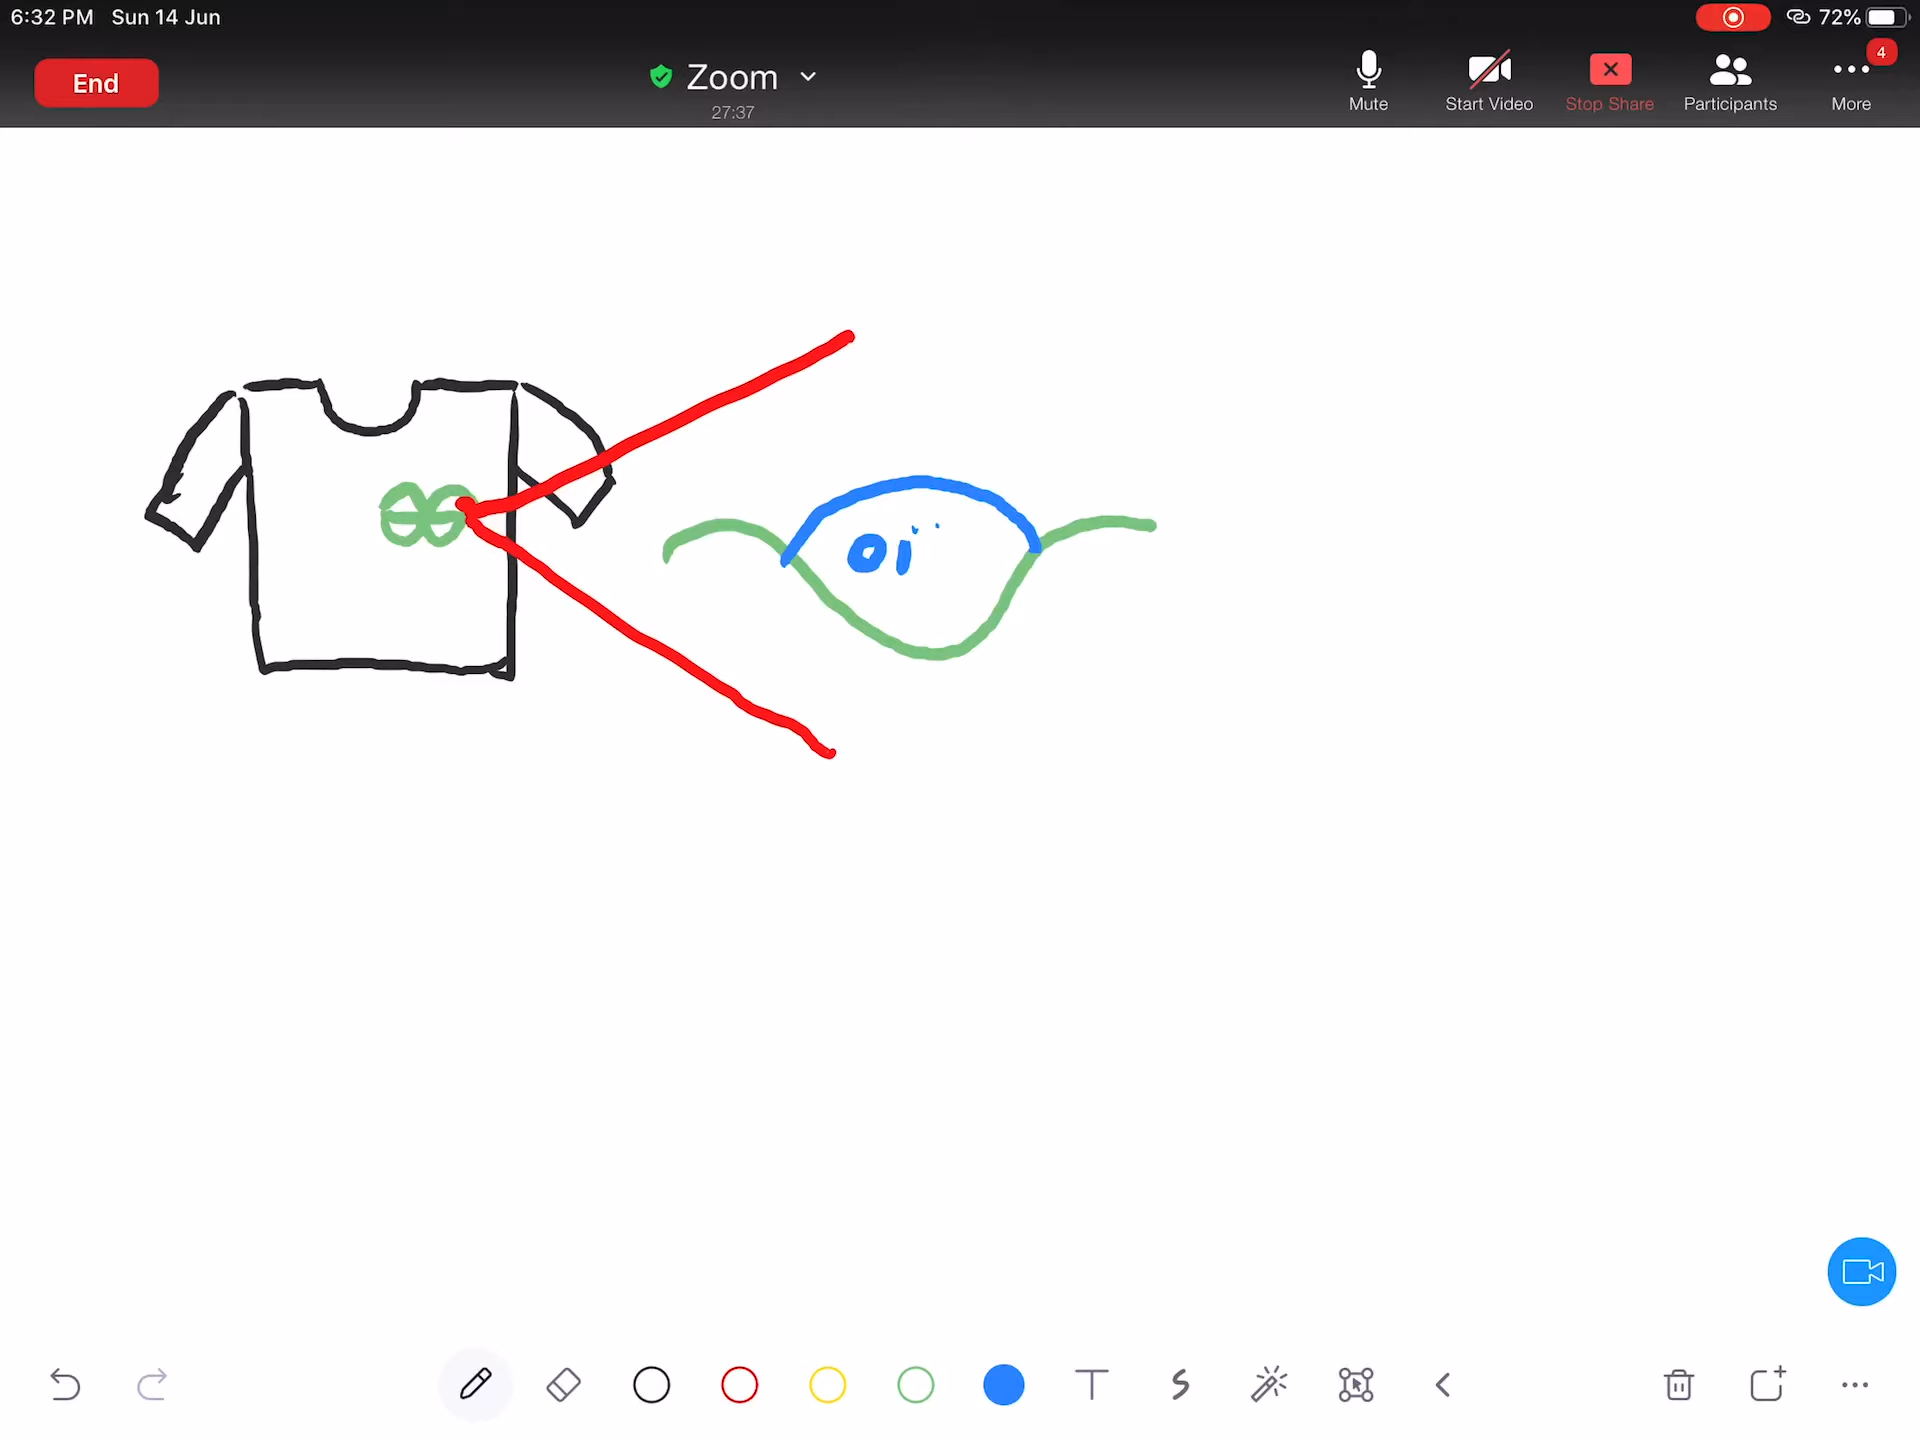 6:32 PM Sun 14 Jun
72%
End
Zoom
27:37
Mute
Start Video
Stop Share
Participants
4
More
oi
T